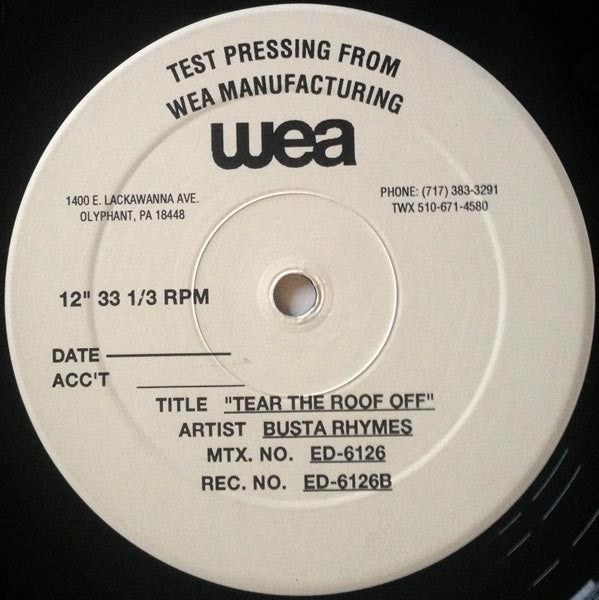 TEST PRESSING FROM
WEA MANUFACTURING
wea
1400 E. LACKAWANNA AVE.
OLYPHANT, PA 18448
PHONE: (717) 383-3291
TWX 510-671-4580
12" 33 1/3 RPM
DATE
ACC'T
TITLE "TEAR THE ROOF OFF"
ARTIST BUSTA RHYMES
MTX. NO. ED-6126
REC. NO. ED-6126B